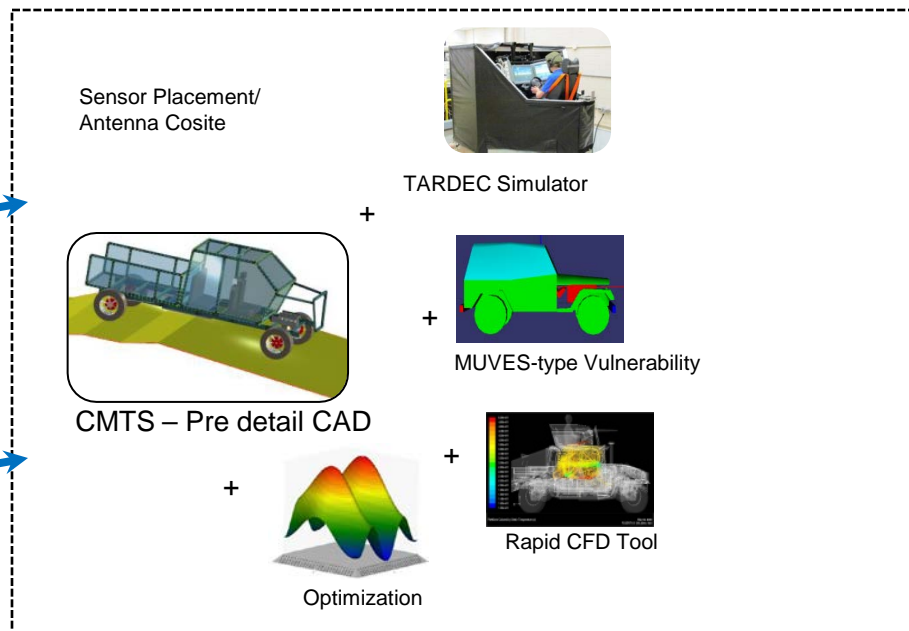 Sensor Placement/
Antenna Cosite
TARDEC Simulator
+
+
MUVES-type Vulnerability
CMTS – Pre detail CAD
+
+
Rapid CFD Tool
Optimization